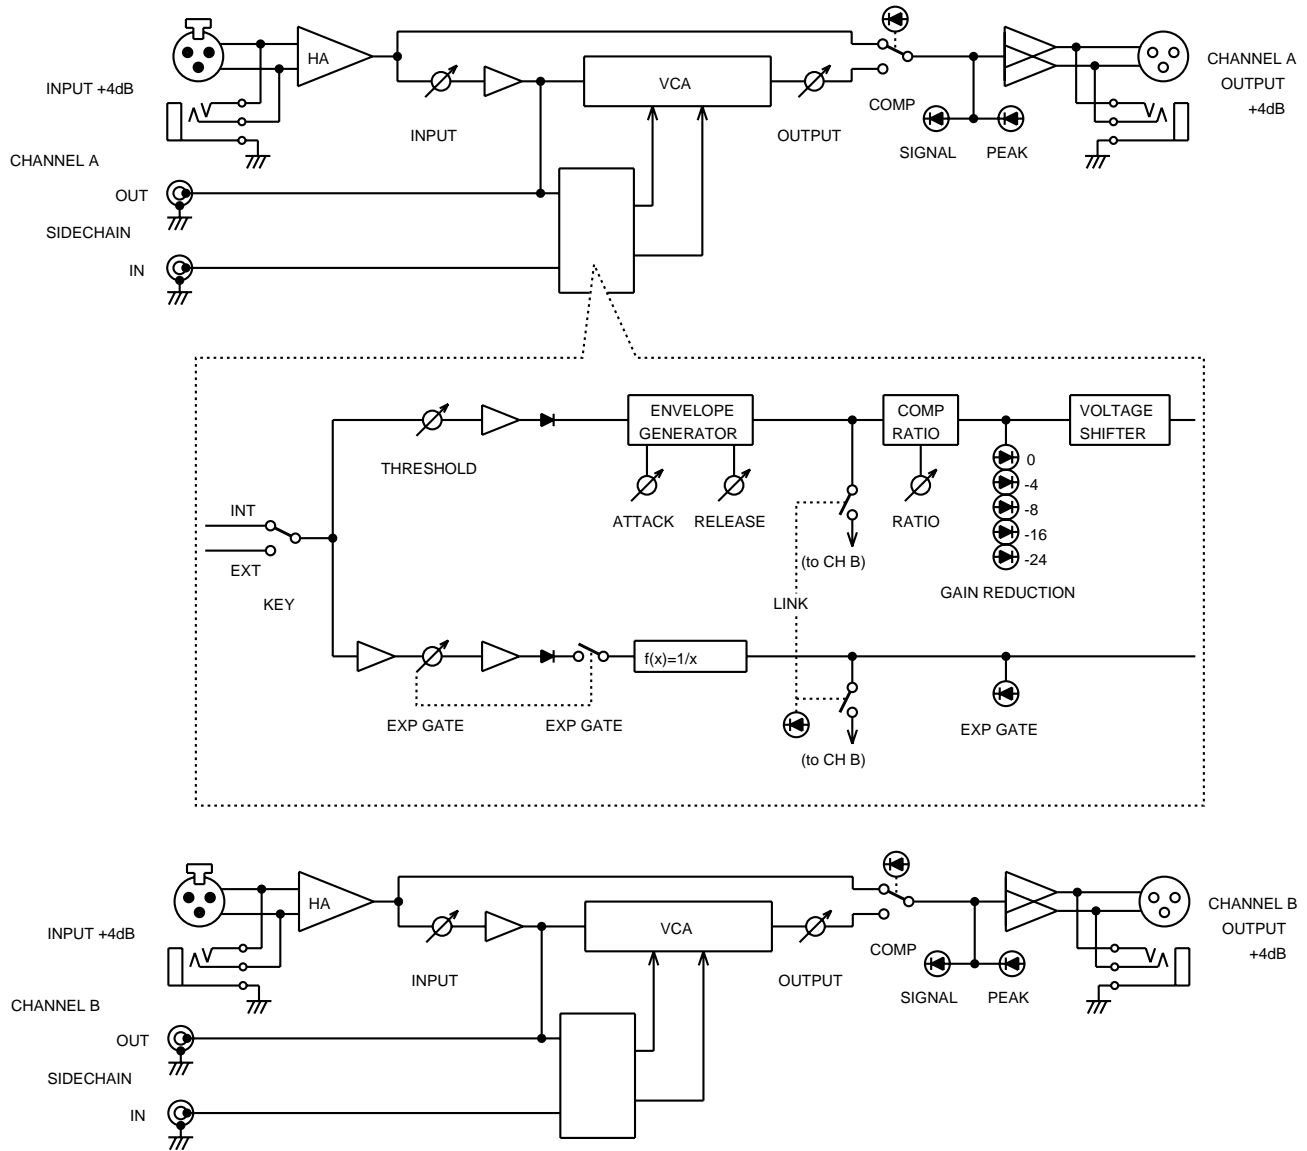 HA
VCA
CHANNEL A
INPUT +4dB
OUTPUT
COMP
+4dB
INPUT
OUTPUT
SIGNAL
PEAK
CHANNEL A
OUT
SIDECHAIN
IN
ENVELOPE
GENERATOR
COMP
RATIO
VOLTAGE
SHIFTER
THRESHOLD
0
-4
-8
-16
-24
ATTACK
RELEASE
RATIO
INT
EXT
KEY
(to CH B)
GAIN REDUCTION
LINK
f(x)=1/x
EXP GATE
EXP GATE
EXP GATE
(to CH B)
HA
VCA
CHANNEL B
INPUT +4dB
OUTPUT
COMP
+4dB
INPUT
OUTPUT
SIGNAL
PEAK
CHANNEL B
OUT
SIDECHAIN
IN